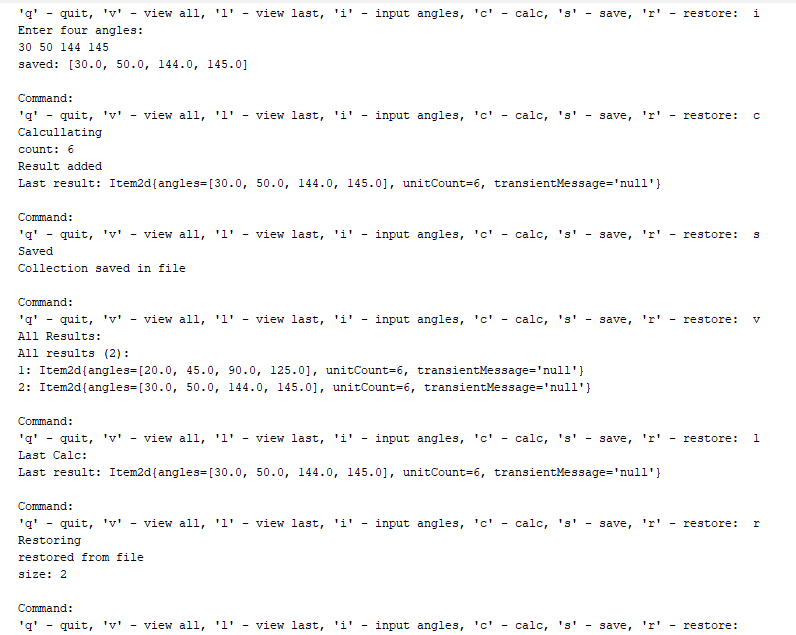 'q' - quit, 'v' - view all, 'l' - view last, 'i' - input angles, 'c' - calc, 's' - save, 'r' - restore:  i
Enter four angles:
30 50 144 145
saved: [30.0, 50.0, 144.0, 145.0]

Command:
'q' - quit, 'v' - view all, 'l' - view last, 'i' - input angles, 'c' - calc, 's' - save, 'r' - restore:  c
Calcullating
count: 6
Result added
Last result: Item2d{angles=[30.0, 50.0, 144.0, 145.0], unitCount=6, transientMessage='null'}

Command:
'q' - quit, 'v' - view all, 'l' - view last, 'i' - input angles, 'c' - calc, 's' - save, 'r' - restore:  s
Saved
Collection saved in file

Command:
'q' - quit, 'v' - view all, 'l' - view last, 'i' - input angles, 'c' - calc, 's' - save, 'r' - restore:  v
All Results:
All results (2):
1: Item2d{angles=[20.0, 45.0, 90.0, 125.0], unitCount=6, transientMessage='null'}
2: Item2d{angles=[30.0, 50.0, 144.0, 145.0], unitCount=6, transientMessage='null'}

Command:
'q' - quit, 'v' - view all, 'l' - view last, 'i' - input angles, 'c' - calc, 's' - save, 'r' - restore:  l
Last Calc:
Last result: Item2d{angles=[30.0, 50.0, 144.0, 145.0], unitCount=6, transientMessage='null'}

Command:
'q' - quit, 'v' - view all, 'l' - view last, 'i' - input angles, 'c' - calc, 's' - save, 'r' - restore:  r
Restoring
restored from file
size: 2

Command:
'q' - quit, 'v' - view all, 'l' - view last, 'i' - input angles, 'c' - calc, 's' - save, 'r' - restore: